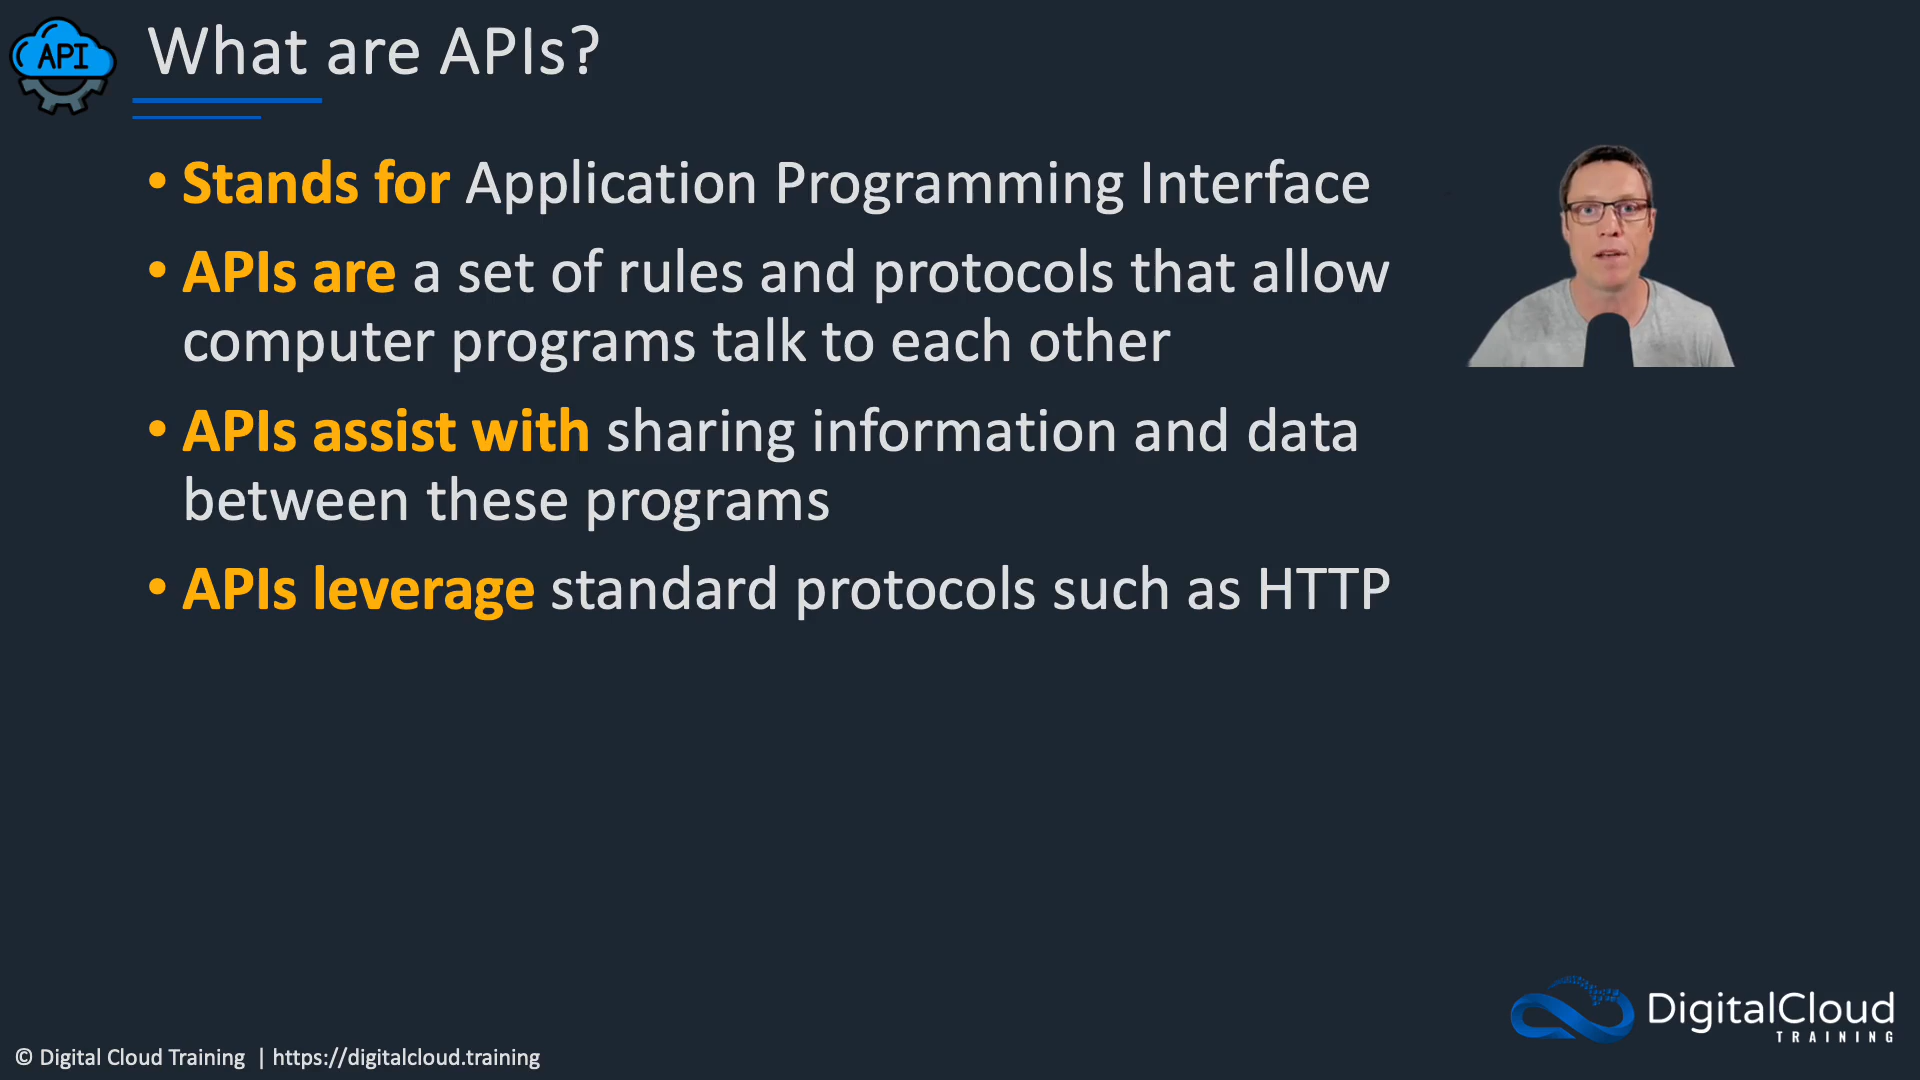 API
What are APIs?
• Stands for Application Programming Interface
• APIs are a set of rules and protocols that allow
computer programs talk to each other
• APIs assist with sharing information and data
between these programs
• APIs leverage standard protocols such as HTTP
DigitalCloud
TRAINING
© Digital Cloud Training | https://digitalcloud.training